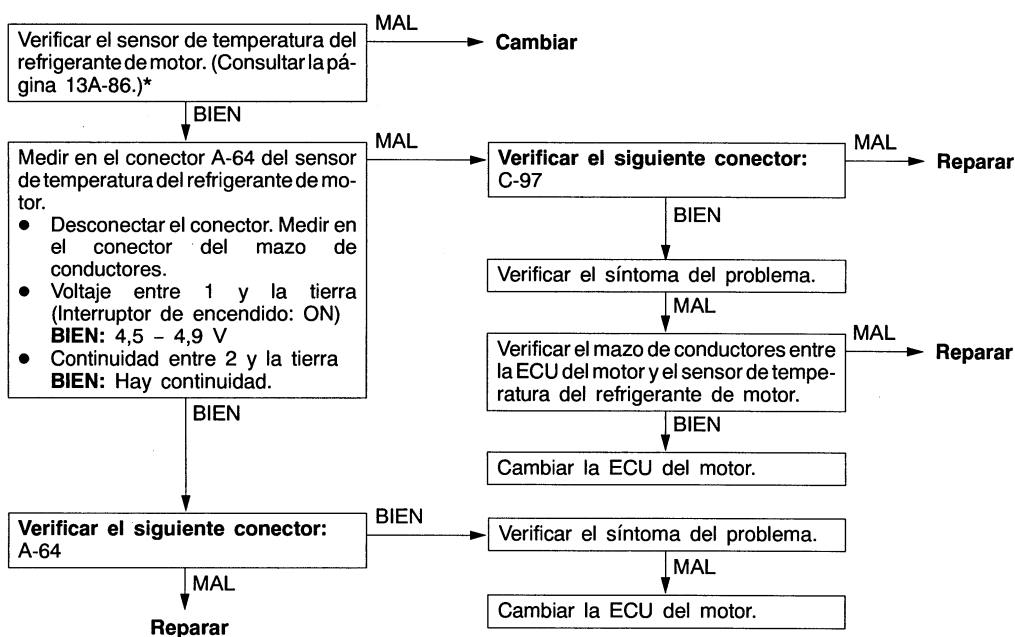 MAL
Verificar el sensor de temperatura del
refrigerante de motor. (Consultar la pá-
gina 13A-86.)*
Cambiar
BIEN
Medir en el conector A-64 del sensor
de temperatura del refrigerante de mo-
tor.
● Desconectar el conector. Medir en
el conector del mazo de
conductores.
● Voltaje entre 1 y la tierra
(Interruptor de encendido: ON)
BIEN: 4,5 – 4,9 V
● Continuidad entre 2 y la tierra
BIEN: Hay continuidad.
MAL
Verificar el siguiente conector:
C-97
MAL
Reparar
BIEN
Verificar el síntoma del problema.
MAL
Verificar el mazo de conductores entre
la ECU del motor y el sensor de tempe-
ratura del refrigerante de motor.
MAL
Reparar
BIEN
Cambiar la ECU del motor.
BIEN
Verificar el siguiente conector:
A-64
BIEN
Verificar el síntoma del problema.
MAL
Cambiar la ECU del motor.
MAL
Reparar